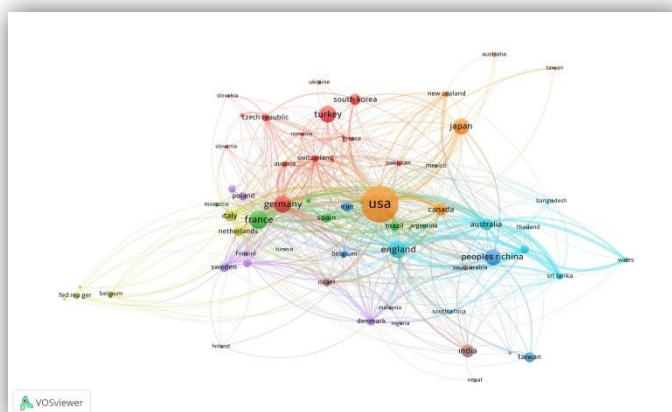 australia
taiwan
ukraine
slovakia
new zealand
south korea
turkey
czech republic
japan
romania
greece
slovenia
austria
switzerland
pakistan
mexico
poland
morocco
germany
iran
usa
canada
bangladesh
italy
france
spain
brazil
argentina
australia
thailand
netherlands
finland
belgium
england
peoples r china
wales
sweden
saudi arabia
sri lanka
israel
fed rep ger
belgium
malaysia
south africa
denmark
nigeria
finland
india
taiwan
nepal
VOSviewer